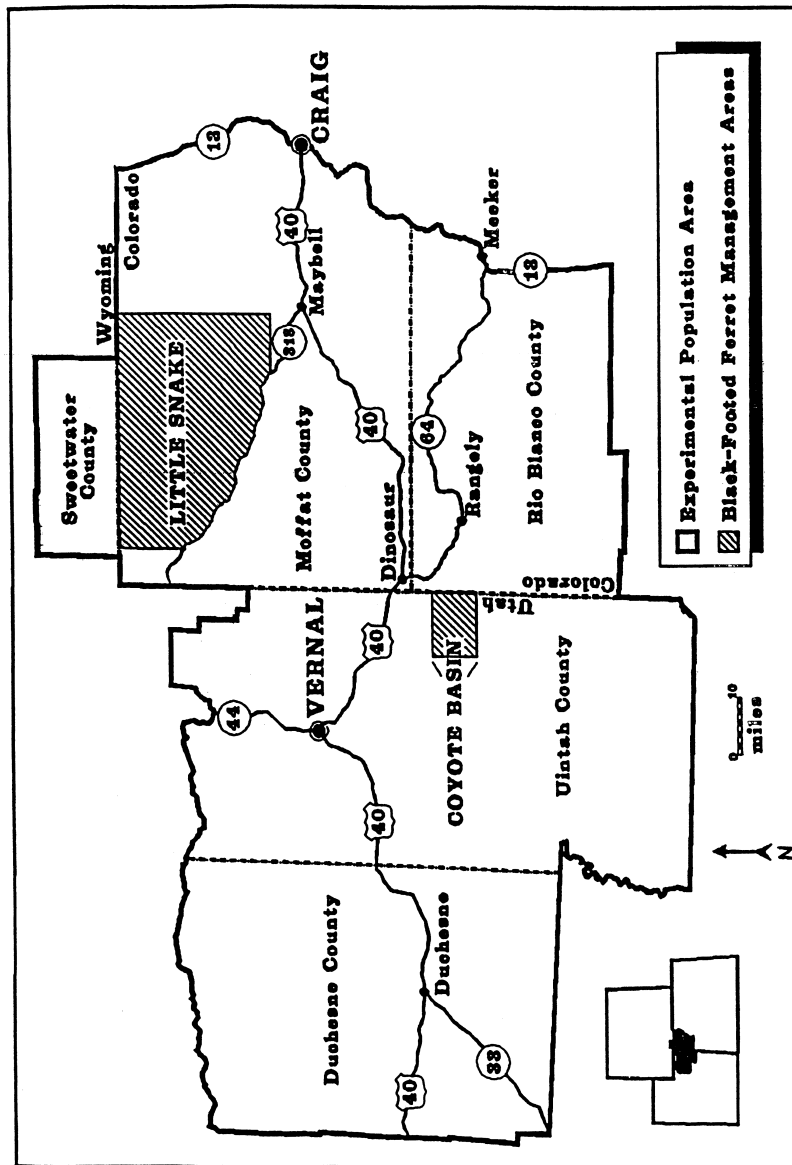 Sweetwater
County
Wyoming
Colorado
LITTLE SNAKE
13
318
40
CRAIG
Maybell
Moffat County
40
Dinosaur
64
Meeker
Rangely
13
Rio Blanco County
Colorado
Utah
44
VERNAL
40
40
COYOTE BASIN
Uintah County
Duchesne County
40
Duchesne
33
0 10
miles
N
Experimental Population Area
Black-Footed Ferret Management Areas